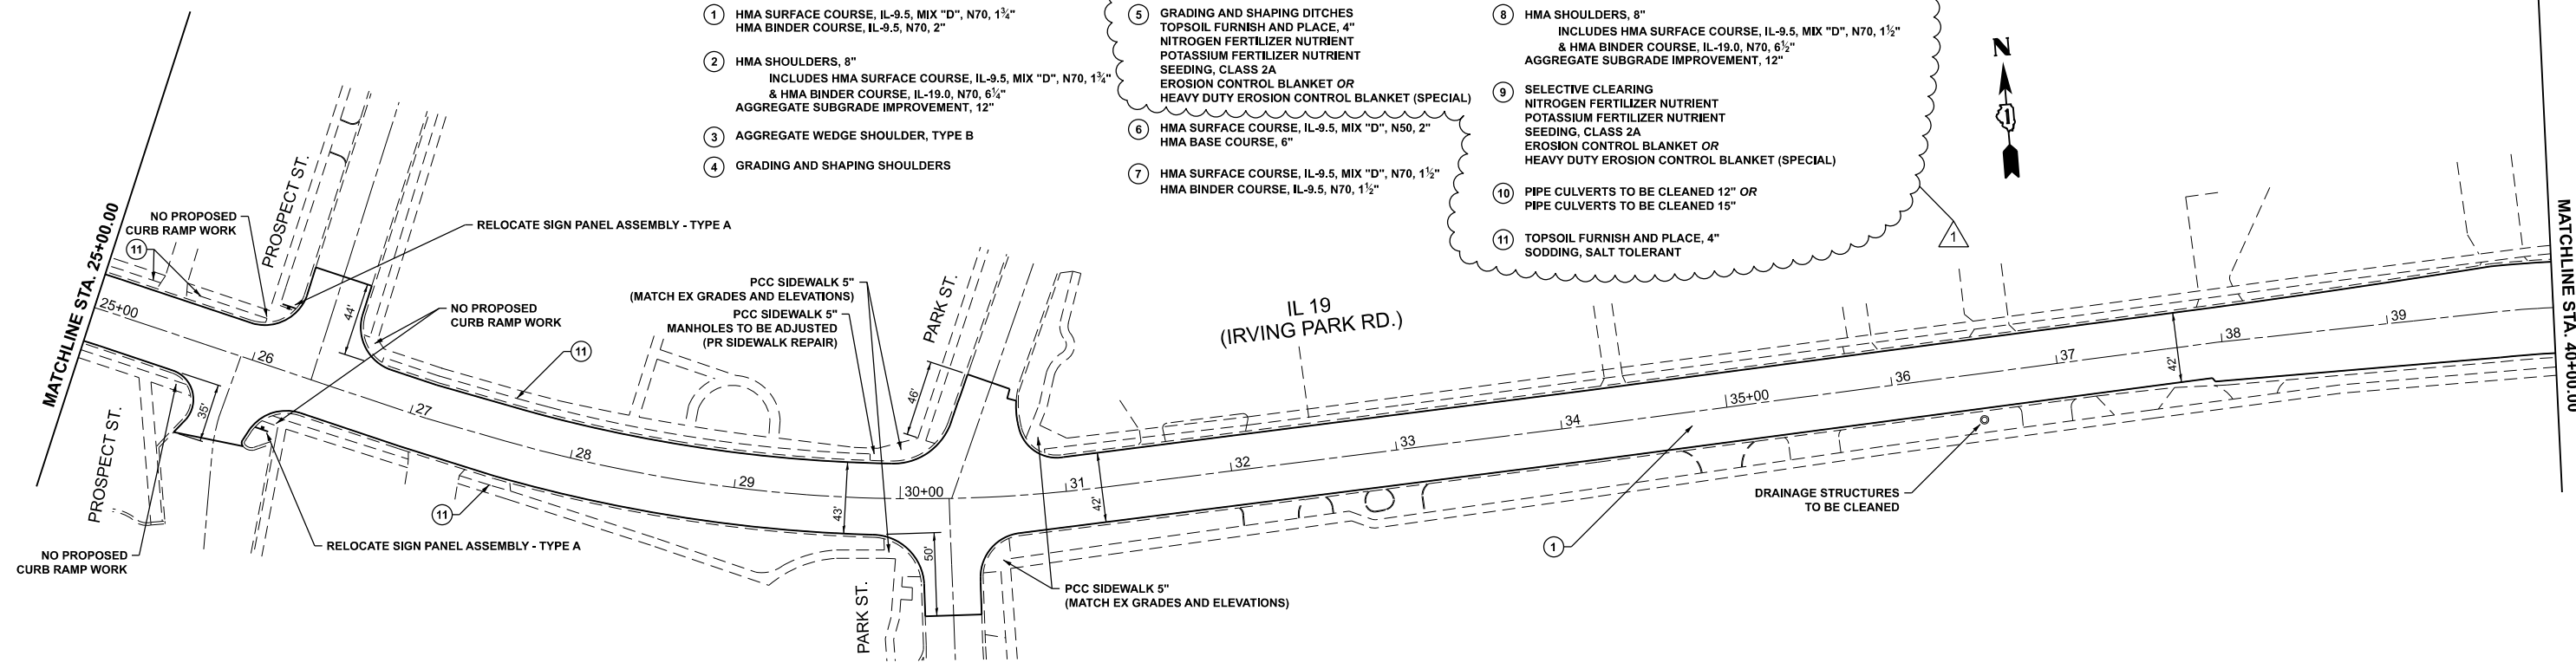 1 HMA SURFACE COURSE, IL-9.5, MIX "D", N70, 1¾"
HMA BINDER COURSE, IL-9.5, N70, 2"
2 HMA SHOULDERS, 8"
INCLUDES HMA SURFACE COURSE, IL-9.5, MIX "D", N70, 1¾"
& HMA BINDER COURSE, IL-19.0, N70, 6¼"
AGGREGATE SUBGRADE IMPROVEMENT, 12"
3 AGGREGATE WEDGE SHOULDER, TYPE B
4 GRADING AND SHAPING SHOULDERS
5 GRADING AND SHAPING DITCHES
TOPSOIL FURNISH AND PLACE, 4"
NITROGEN FERTILIZER NUTRIENT
POTASSIUM FERTILIZER NUTRIENT
SEEDING, CLASS 2A
EROSION CONTROL BLANKET OR
HEAVY DUTY EROSION CONTROL BLANKET (SPECIAL)
6 HMA SURFACE COURSE, IL-9.5, MIX "D", N50, 2"
HMA BASE COURSE, 6"
7 HMA SURFACE COURSE, IL-9.5, MIX "D", N70, 1½"
HMA BINDER COURSE, IL-9.5, N70, 1½"
8 HMA SHOULDERS, 8"
INCLUDES HMA SURFACE COURSE, IL-9.5, MIX "D", N70, 1½"
& HMA BINDER COURSE, IL-19.0, N70, 6½"
AGGREGATE SUBGRADE IMPROVEMENT, 12"
9 SELECTIVE CLEARING
NITROGEN FERTILIZER NUTRIENT
POTASSIUM FERTILIZER NUTRIENT
SEEDING, CLASS 2A
EROSION CONTROL BLANKET OR
HEAVY DUTY EROSION CONTROL BLANKET (SPECIAL)
10 PIPE CULVERTS TO BE CLEANED 12" OR
PIPE CULVERTS TO BE CLEANED 15"
11 TOPSOIL FURNISH AND PLACE, 4"
SODDING, SALT TOLERANT
1
N
1
MATCHLINE STA. 25+00.00
NO PROPOSED
CURB RAMP WORK
11
PROSPECT ST.
RELOCATE SIGN PANEL ASSEMBLY - TYPE A
44'
NO PROPOSED
CURB RAMP WORK
11
PCC SIDEWALK 5"
(MATCH EX GRADES AND ELEVATIONS)
PCC SIDEWALK 5"
MANHOLES TO BE ADJUSTED
(PR SIDEWALK REPAIR)
PARK ST.
46'
IL 19
(IRVING PARK RD.)
MATCHLINE STA. 40+00.00
25+00
26
27
28
29
30+00
31
32
33
34
35+00
36
37
38
39
35'
43'
42'
42'
50'
PROSPECT ST.
NO PROPOSED
CURB RAMP WORK
11
RELOCATE SIGN PANEL ASSEMBLY - TYPE A
PARK ST.
PCC SIDEWALK 5"
(MATCH EX GRADES AND ELEVATIONS)
1
DRAINAGE STRUCTURES
TO BE CLEANED